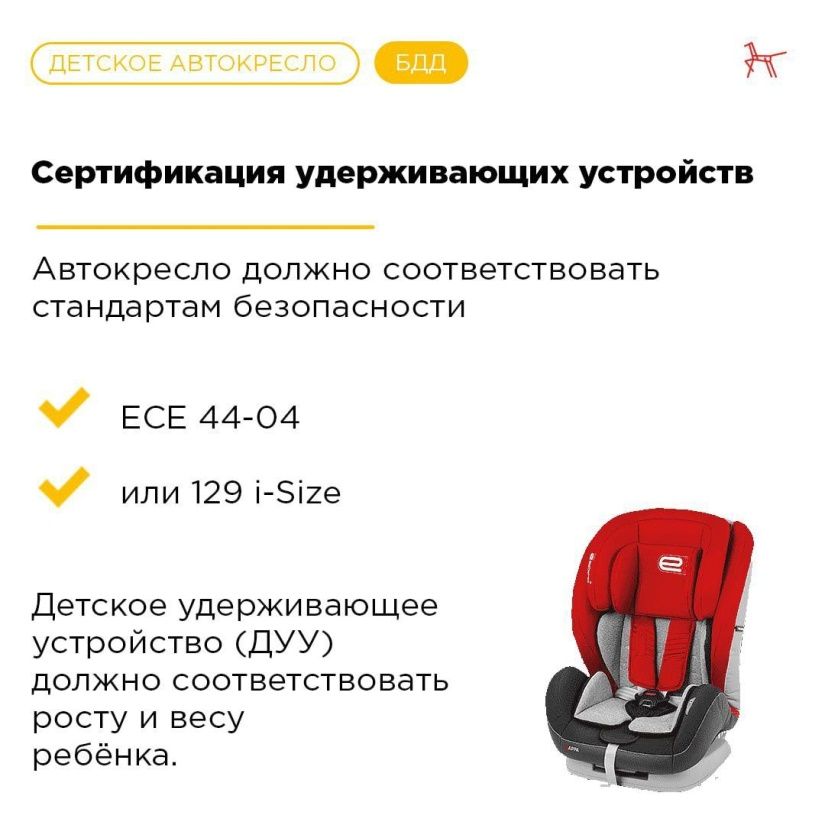 ДЕТСКОЕ АВТОКРЕСЛО
БДД
Сертификация удерживающих устройств
Автокресло должно соответствовать
стандартам безопасности
ECE 44-04
или 129 i-Size
Детское удерживающее
устройство (ДУУ)
должно соответствовать
росту и весу
ребёнка.